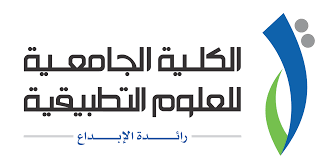 الكلية الجامعية
للعلوم التطبيقية
رائدة الإبداع